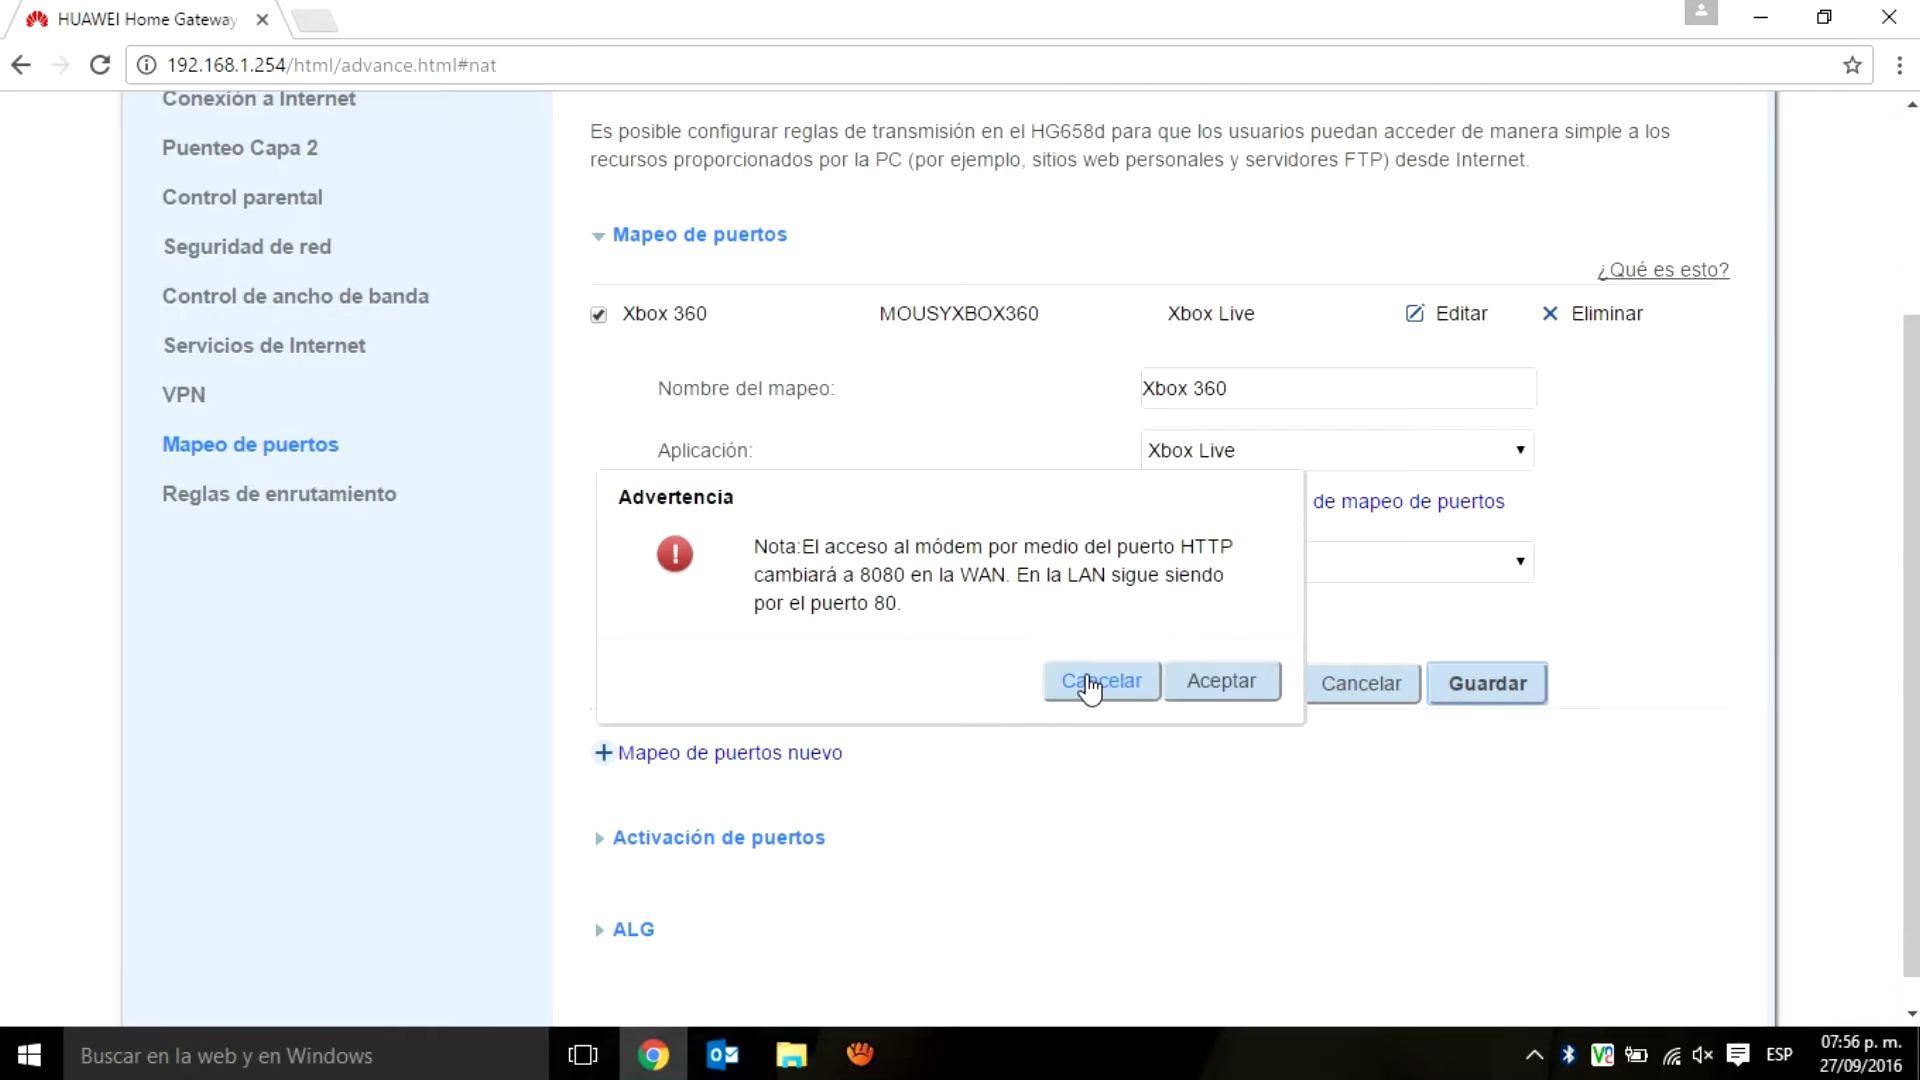 HUAWEI Home Gateway
192.168.1.254/html/advance.html#nat
Conexión a Internet
Puenteo Capa 2
Control parental
Seguridad de red
Control de ancho de banda
Servicios de Internet
VPN
Mapeo de puertos
Reglas de enrutamiento
Es posible configurar reglas de transmisión en el HG658d para que los usuarios puedan acceder de manera simple a los
recursos proporcionados por la PC (por ejemplo, sitios web personales y servidores FTP) desde Internet.
Mapeo de puertos
¿Qué es esto?
Xbox 360 MOUSYXBOX360 Xbox Live Editar Eliminar
Nombre del mapeo: Xbox 360
Aplicación: Xbox Live
de mapeo de puertos
Advertencia
Nota:El acceso al módem por medio del puerto HTTP
cambiará a 8080 en la WAN. En la LAN sigue siendo
por el puerto 80.
Cancelar Aceptar
Cancelar Guardar
Mapeo de puertos nuevo
Activación de puertos
ALG
Buscar en la web y en Windows
ESP
07:56 p. m.
27/09/2016